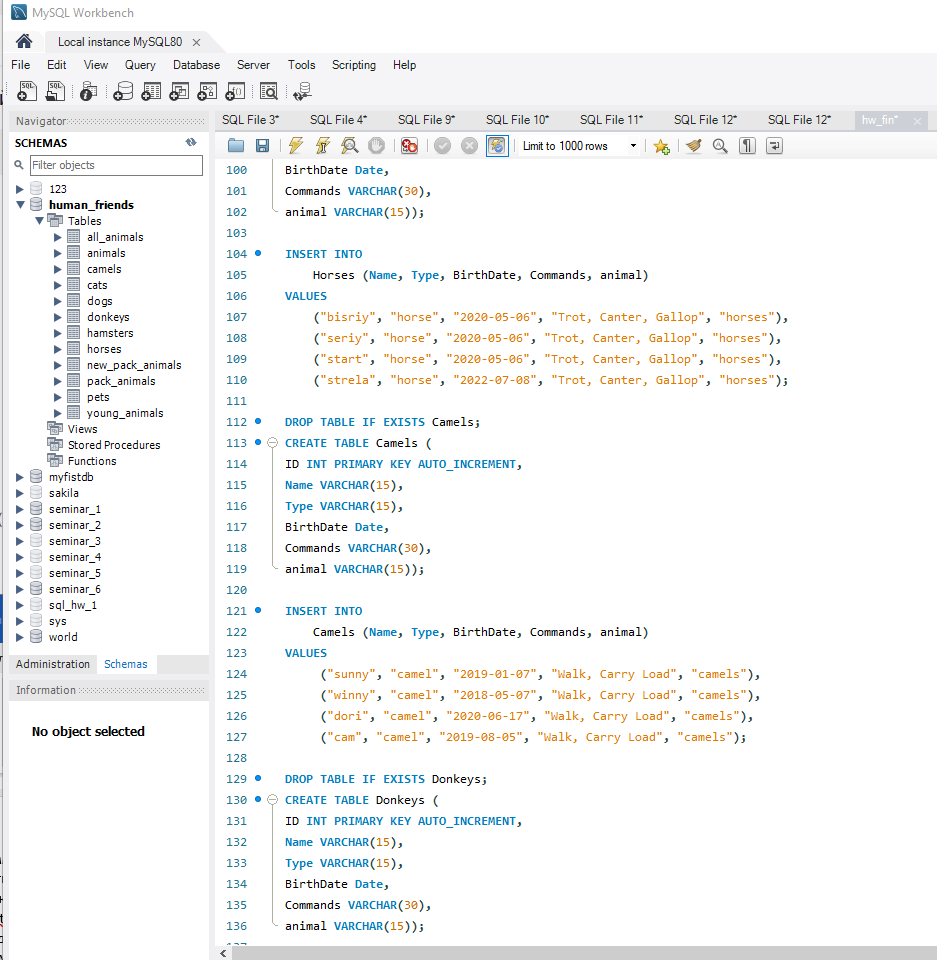 MySQL Workbench
Local instance MySQL80
File Edit View Query Database Server Tools Scripting Help
Navigator
SCHEMAS
Filter objects
123
human_friends
Tables
all_animals
animals
camels
cats
dogs
donkeys
hamsters
horses
new_pack_animals
pack_animals
pets
young_animals
Views
Stored Procedures
Functions
myfistdb
sakila
seminar_1
seminar_2
seminar_3
seminar_4
seminar_5
seminar_6
sql_hw_1
sys
world
Administration Schemas
Information
No object selected
SQL File 3* SQL File 4* SQL File 9* SQL File 10* SQL File 11* SQL File 12* SQL File 12* hw_fin*
Limit to 1000 rows
100 BirthDate Date,
101 Commands VARCHAR(30),
102 animal VARCHAR(15));
103
104 INSERT INTO
105 Horses (Name, Type, BirthDate, Commands, animal)
106 VALUES
107 ("bisriy", "horse", "2020-05-06", "Trot, Canter, Gallop", "horses"),
108 ("seriy", "horse", "2020-05-06", "Trot, Canter, Gallop", "horses"),
109 ("start", "horse", "2020-05-06", "Trot, Canter, Gallop", "horses"),
110 ("strela", "horse", "2022-07-08", "Trot, Canter, Gallop", "horses");
111
112 DROP TABLE IF EXISTS Camels;
113 CREATE TABLE Camels (
114 ID INT PRIMARY KEY AUTO_INCREMENT,
115 Name VARCHAR(15),
116 Type VARCHAR(15),
117 BirthDate Date,
118 Commands VARCHAR(30),
119 animal VARCHAR(15));
120
121 INSERT INTO
122 Camels (Name, Type, BirthDate, Commands, animal)
123 VALUES
124 ("sunny", "camel", "2019-01-07", "Walk, Carry Load", "camels"),
125 ("winny", "camel", "2018-05-07", "Walk, Carry Load", "camels"),
126 ("dori", "camel", "2020-06-17", "Walk, Carry Load", "camels"),
127 ("cam", "camel", "2019-08-05", "Walk, Carry Load", "camels");
128
129 DROP TABLE IF EXISTS Donkeys;
130 CREATE TABLE Donkeys (
131 ID INT PRIMARY KEY AUTO_INCREMENT,
132 Name VARCHAR(15),
133 Type VARCHAR(15),
134 BirthDate Date,
135 Commands VARCHAR(30),
136 animal VARCHAR(15));